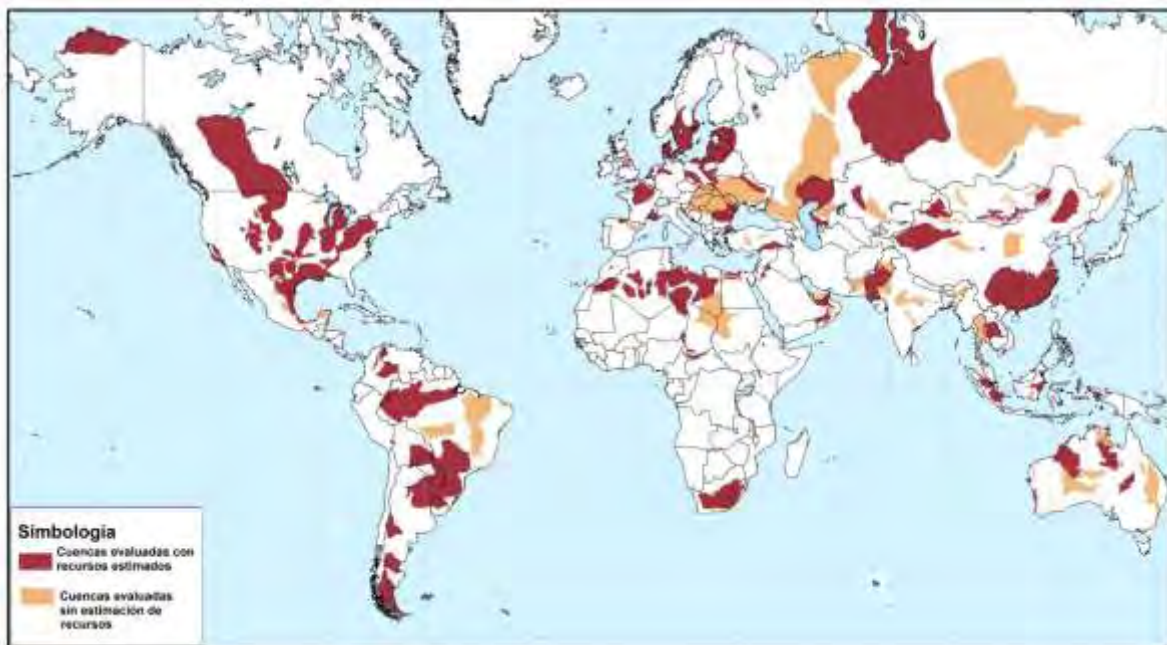 Simbología
Cuencas evaluadas con
recursos estimados
Cuencas evaluadas
sin estimación de
recursos